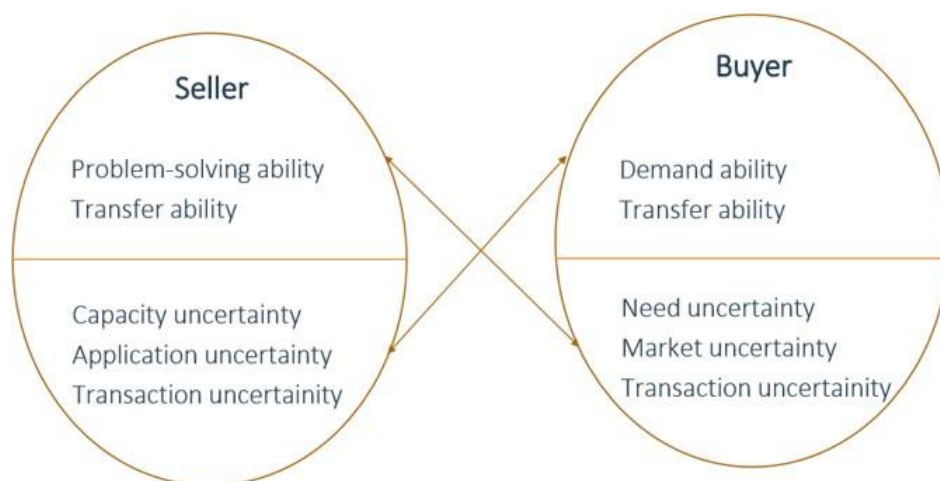 Seller
Problem-solving ability
Transfer ability
Capacity uncertainty
Application uncertainty
Transaction uncertainity
Buyer
Demand ability
Transfer ability
Need uncertainty
Market uncertainty
Transaction uncertainity